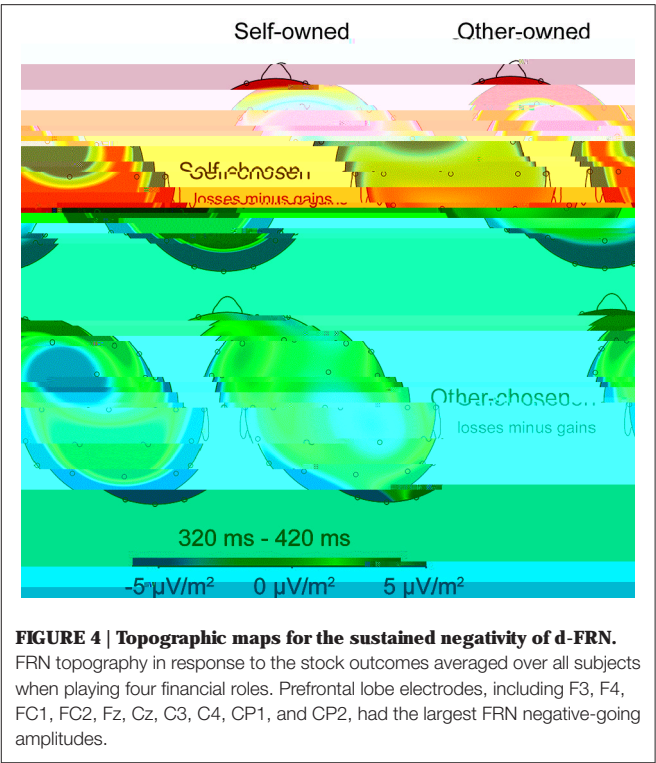 Self-owned Other-owned
Self-chosen
losses minus gains
Other-chosen
losses minus gains
320 ms - 420 ms
-5 µV/m² 0 µV/m² 5 µV/m²
FIGURE 4 | Topographic maps for the sustained negativity of d-FRN.
FRN topography in response to the stock outcomes averaged over all subjects
when playing four financial roles. Prefrontal lobe electrodes, including F3, F4,
FC1, FC2, Fz, Cz, C3, C4, CP1, and CP2, had the largest FRN negative-going
amplitudes.